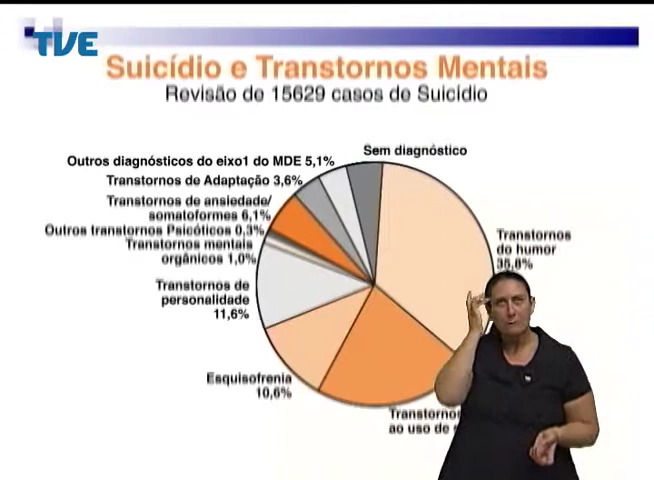 TVE
Suicídio e Transtornos Mentais
Revisão de 15629 casos de Suicídio
Sem diagnóstico
Outros diagnósticos do eixo1 do MDE 5,1%
Transtornos de Adaptação 3,6%
Transtornos de ansiedade/
somatoformes 6,1%
Outros transtornos Psicóticos 0,3%
Transtornos mentais
orgânicos 1,0%
Transtornos de
personalidade
11,6%
Esquisofrenia
10,6%
Transtornos
do humor
35,8%
ao uso de